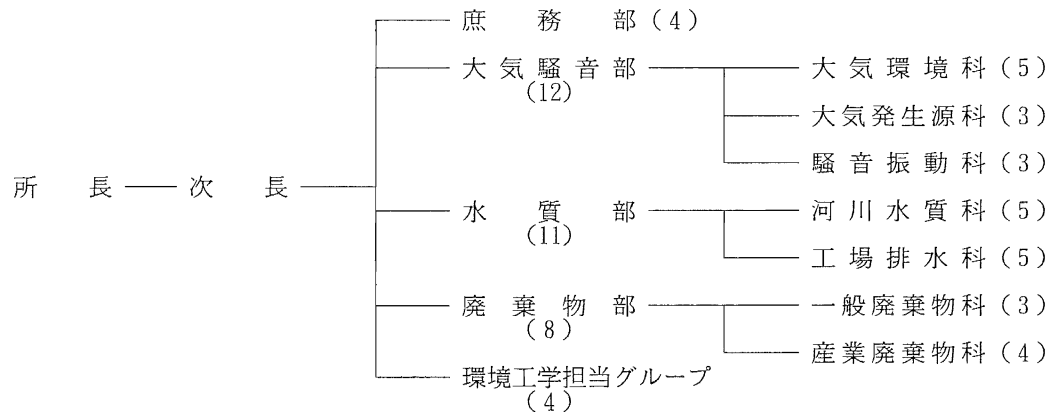 庶務部(4)
大気騒音部 大気環境科(5)
(12)
大気発生源科(3)
騒音振動科(3)
所長 次長
水質部 河川水質科(5)
(11)
工場排水科(5)
廃棄物部 一般廃棄物科(3)
(8)
産業廃棄物科(4)
環境工学担当グループ
(4)